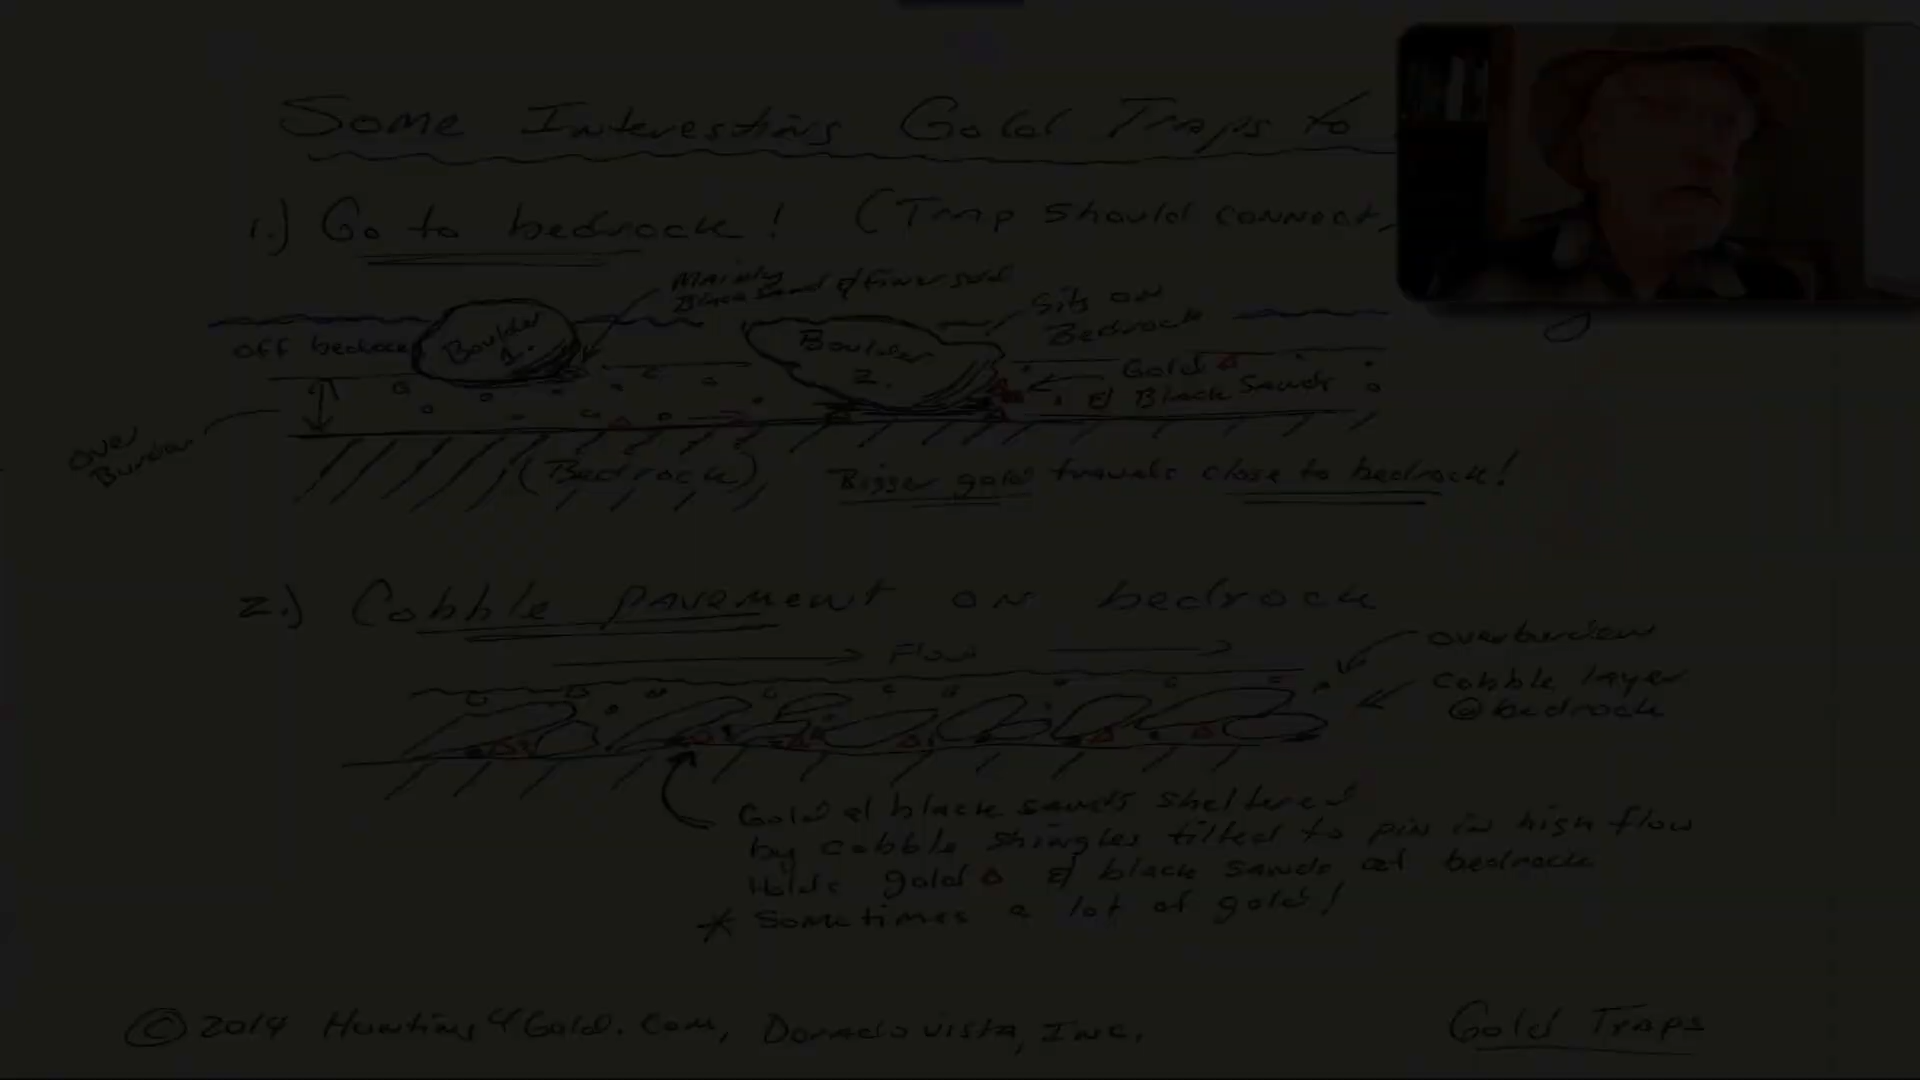 Some Interesting Gold Traps to
1.) Go to bedrock! (Trap should connect,
Mainly
Black sand & finer gold
Sits on
Bedrock
off bedrock
Boulder
1.
Boulder
2.
Gold
& Black Sands
over
Burden
(Bedrock)
Bigger gold travels close to bedrock!
2.) Cobble pavement on bedrock
Flow
overburden
cobble layer
@ bedrock
Gold & black sands sheltered
by cobble shingles tilted to pin in high flow
Holds gold & black sands at bedrock
* Sometimes a lot of gold!
© 2014 Hunting4Gold.com, Doradovista, Inc.
Gold Traps